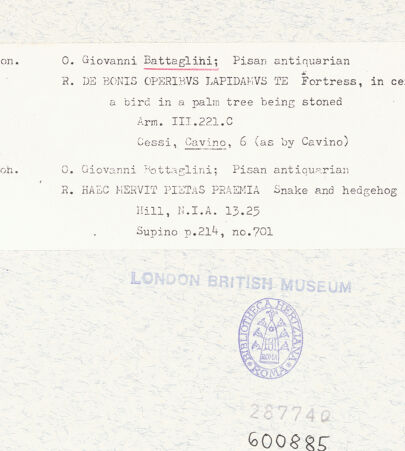 on. O. Giovanni Battaglini; Pisan antiquarian
R. DE BONIS OPERIBVS LAPIDAMVS TE Fortress, in ce
a bird in a palm tree being stoned
Arm. III.221.C
Cessi, Cavino, 6 (as by Cavino)
oh. O. Giovanni Bottaglini; Pisan antiquarian
R. HAEC MERVIT PIETAS PRAEMIA Snake and hedgehog
Hill, N.I.A. 13.25
Supino p.214, no.701
LONDON BRITISH MUSEUM
BIBLIOTHECA HERTZIANA
ROMA
287740
600885